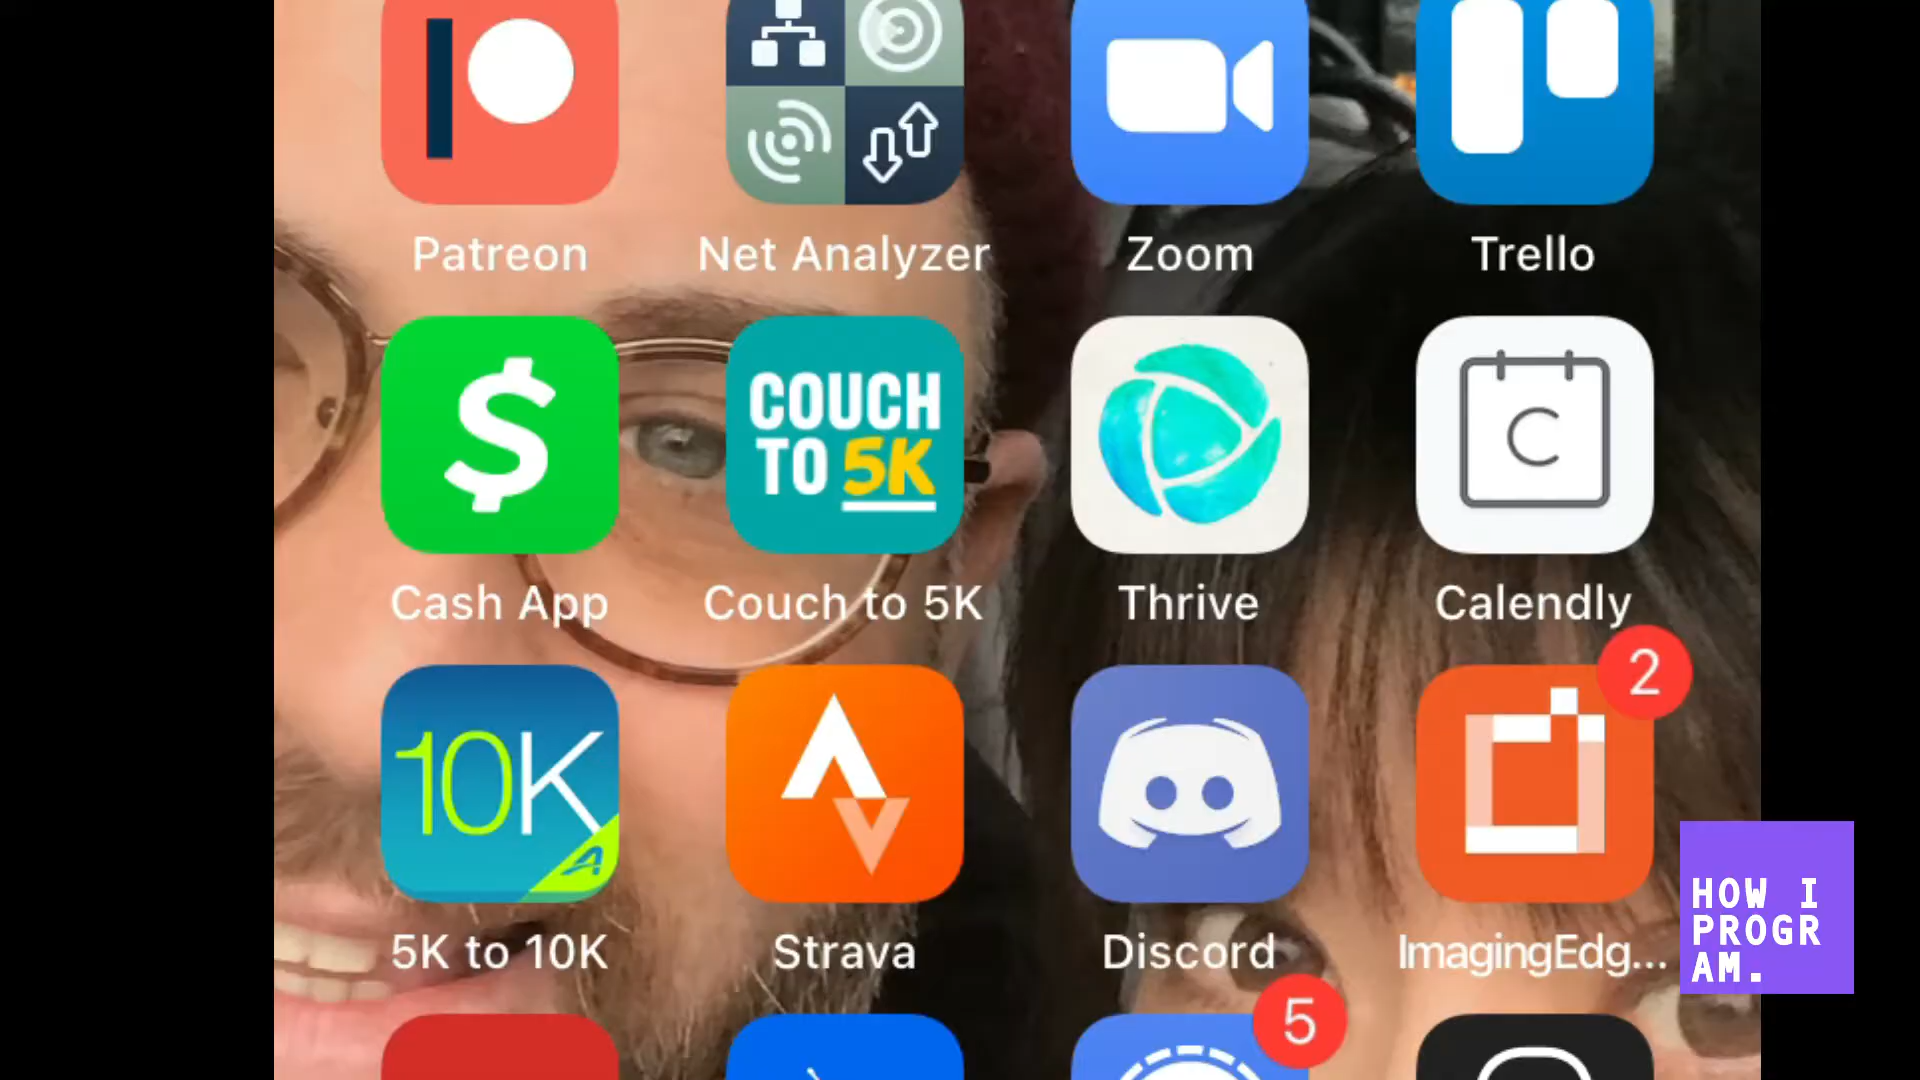 Patreon
Net Analyzer
Zoom
Trello
COUCH
TO 5K
C
Cash App
Couch to 5K
Thrive
Calendly
2
10K
5K to 10K
Strava
Discord
ImagingEdg...
5
HOW I
PROGR
AM.